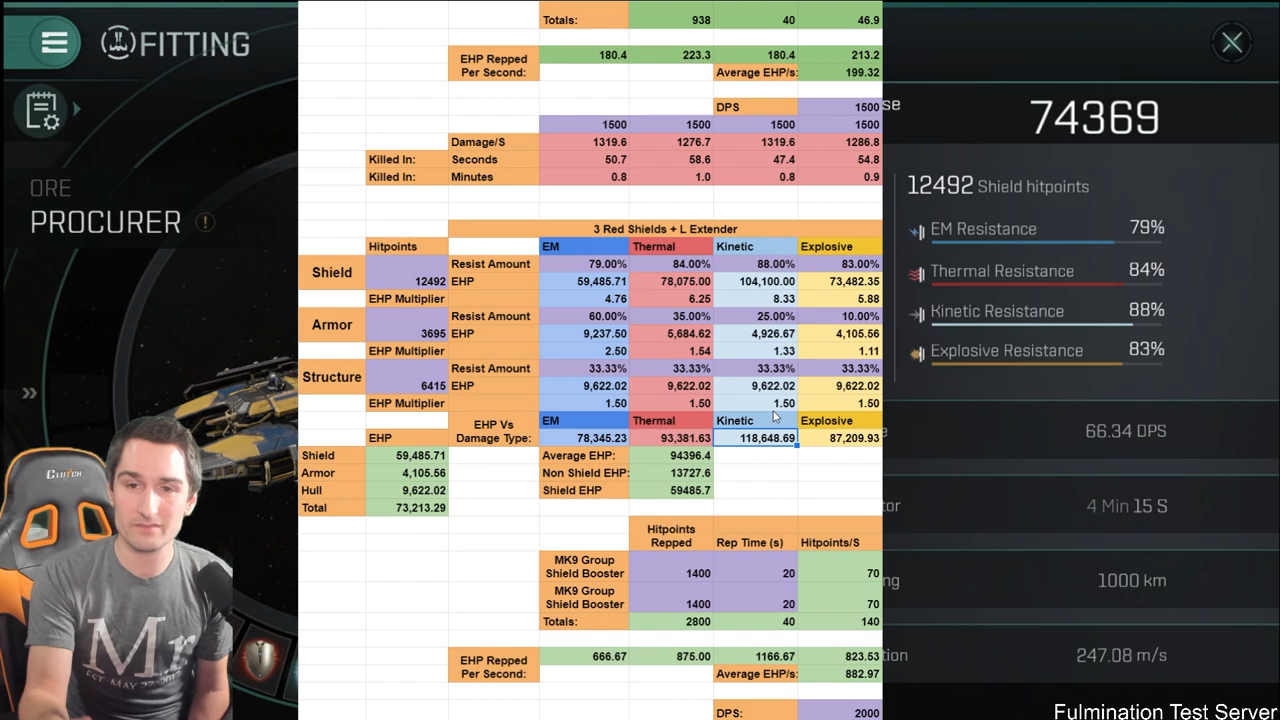 FITTING
ORE
PROCURER
Totals: 938 40 46.9
EHP Repped Per Second: 180.4 223.3 180.4 213.2
Average EHP/s: 199.32
DPS 1500
1500 1500 1500 1500
Damage/S 1319.6 1276.7 1319.6 1286.8
Killed In: Seconds 50.7 58.6 47.4 54.8
Killed In: Minutes 0.8 1.0 0.8 0.9
3 Red Shields + L Extender
Hitpoints EM Thermal Kinetic Explosive
Shield Resist Amount 79.00% 84.00% 88.00% 83.00%
12492 EHP 59,485.71 78,075.00 104,100.00 73,482.35
EHP Multiplier 4.76 6.25 8.33 5.88
Armor Resist Amount 60.00% 35.00% 25.00% 10.00%
3695 EHP 9,237.50 5,684.62 4,926.67 4,105.56
EHP Multiplier 2.50 1.54 1.33 1.11
Structure Resist Amount 33.33% 33.33% 33.33% 33.33%
6415 EHP 9,622.02 9,622.02 9,622.02 9,622.02
EHP Multiplier 1.50 1.50 1.50 1.50
EHP Vs Damage Type: EM Thermal Kinetic Explosive
EHP 78,345.23 93,381.63 118,648.69 87,209.93
Shield 59,485.71 Average EHP: 94396.4
Armor 4,105.56 Non Shield EHP: 13727.6
Hull 9,622.02 Shield EHP 59485.7
Total 73,213.29
Hitpoints Repped Rep Time (s) Hitpoints/S
MK9 Group Shield Booster 1400 20 70
MK9 Group Shield Booster 1400 20 70
Totals: 2800 40 140
EHP Repped Per Second: 666.67 875.00 1166.67 823.53
Average EHP/s: 882.97
DPS: 2000
se 74369
12492 Shield hitpoints
EM Resistance 79%
Thermal Resistance 84%
Kinetic Resistance 88%
Explosive Resistance 83%
e 66.34 DPS
tor 4 Min 15 S
ng 1000 km
tion 247.08 m/s
Fulmination Test Server
CLUTCH
Mr.
EST. MAY 27 2017